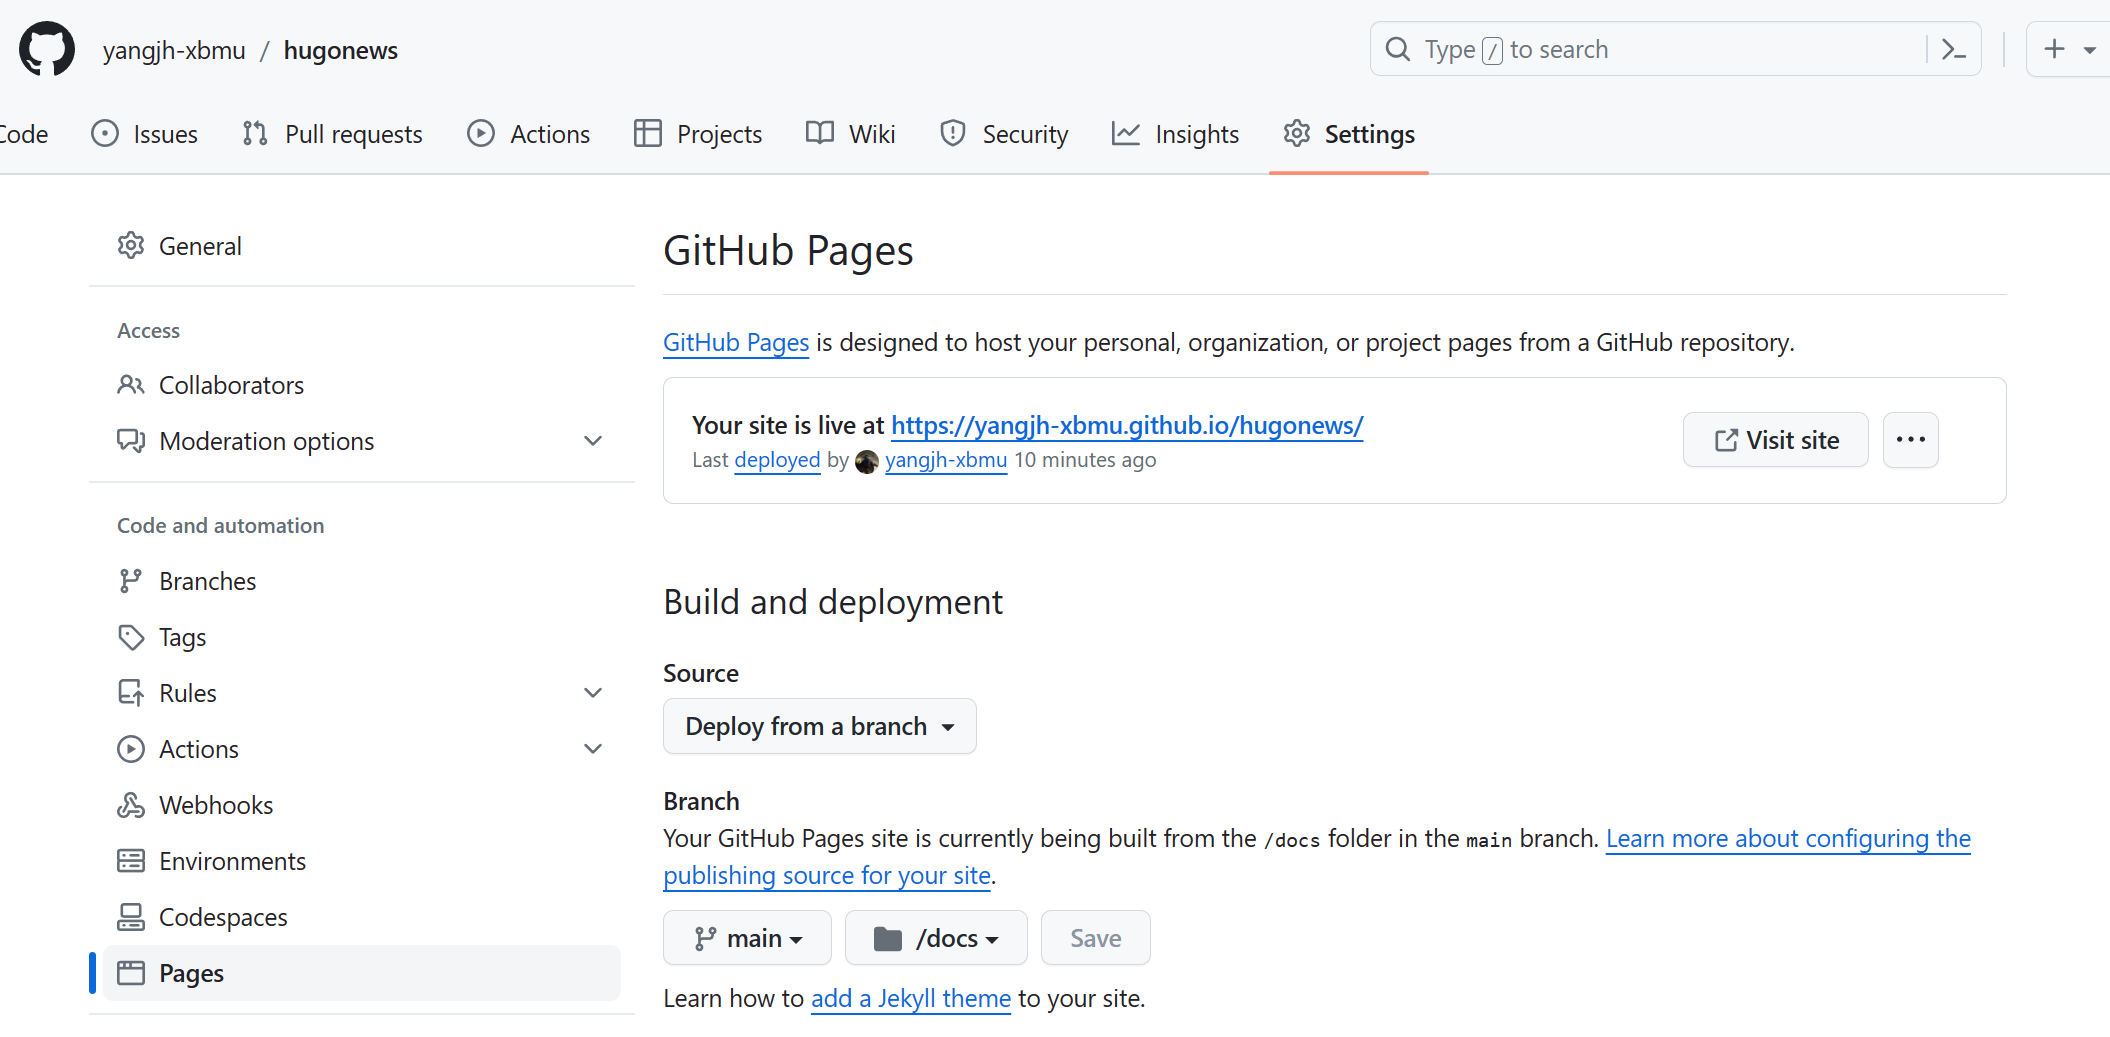 yangjh-xbmu / hugonews
Type / to search
Code Issues Pull requests Actions Projects Wiki Security Insights Settings
General
Access
Collaborators
Moderation options
Code and automation
Branches
Tags
Rules
Actions
Webhooks
Environments
Codespaces
Pages
GitHub Pages
GitHub Pages is designed to host your personal, organization, or project pages from a GitHub repository.
Your site is live at https://yangjh-xbmu.github.io/hugonews/
Last deployed by yangjh-xbmu 10 minutes ago
Visit site
Build and deployment
Source
Deploy from a branch
Branch
Your GitHub Pages site is currently being built from the /docs folder in the main branch. Learn more about configuring the
publishing source for your site.
main /docs Save
Learn how to add a Jekyll theme to your site.